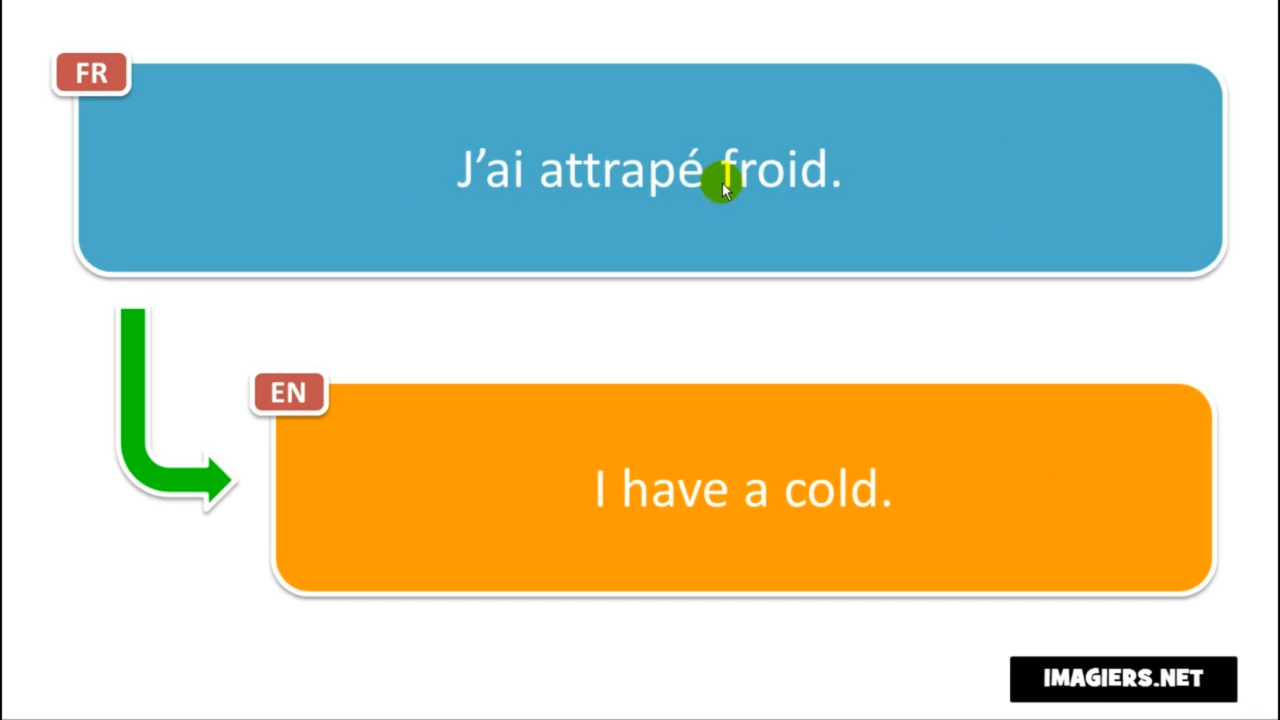 FR
J’ai attrapé froid.
EN
I have a cold.
IMAGIERS.NET